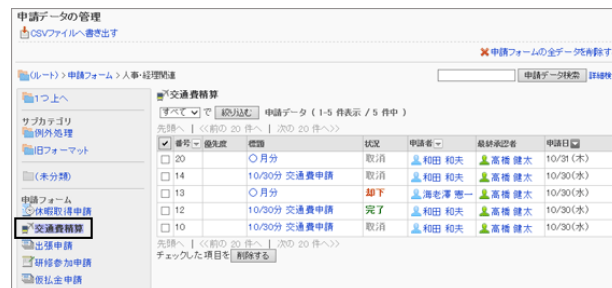 申請データの管理
CSVファイルへ書き出す
申請フォームの全データを削除す
(ルート) > 申請フォーム > 人事・経理関連
申請データ検索 詳細検
1つ上へ
サブカテゴリ
例外処理
旧フォーマット
(未分類)
申請フォーム
休暇取得申請
交通費精算
出張申請
研修参加申請
仮払金申請
交通費精算
すべて で 絞り込む 申請データ ( 1-5 件表示 / 5 件中 )
先頭へ | <<前の 20 件へ | 次の 20 件へ>>
番号 優先度 標題 状況 申請者 最終承認者 申請日
20 〇月分 取消 和田 和夫 高橋 健太 10/31(木)
14 10/30分 交通費申請 取消 和田 和夫 高橋 健太 10/30(水)
13 〇月分 却下 海老澤 憲一 高橋 健太 10/30(水)
12 10/30分 交通費申請 完了 和田 和夫 高橋 健太 10/30(水)
10 10/30分 交通費申請 取消 和田 和夫 高橋 健太 10/30(水)
先頭へ | <<前の 20 件へ | 次の 20 件へ>>
チェックした項目を 削除する